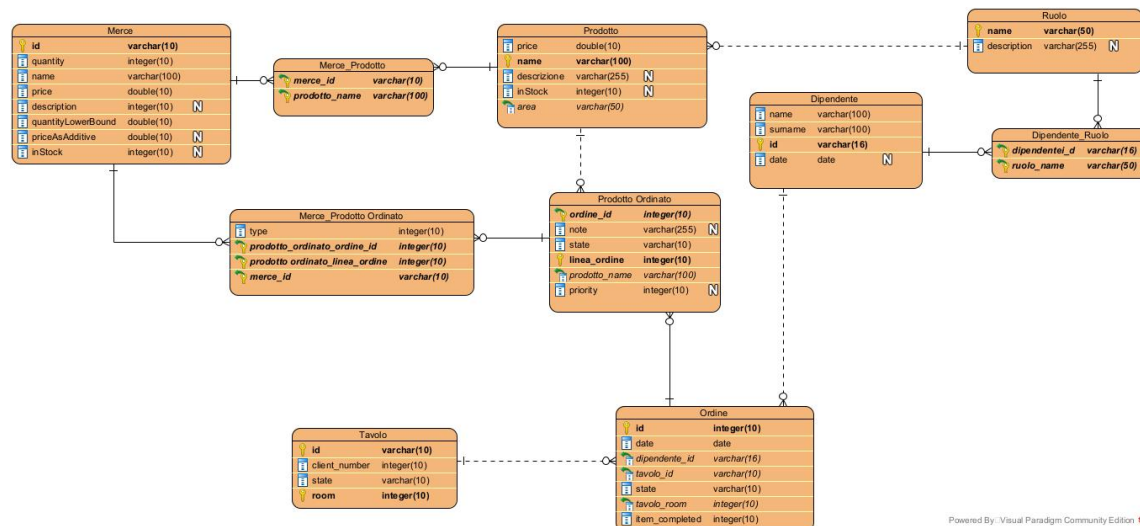 Merce
id varchar(10)
quantity integer(10)
name varchar(100)
price double(10)
description integer(10) N
quantityLowerBound double(10)
priceAsAdditive double(10) N
inStock integer(10) N
Merce_Prodotto
merce_id varchar(10)
prodotto_name varchar(100)
Prodotto
price double(10)
name varchar(100)
descrizione varchar(255) N
inStock integer(10) N
area varchar(50)
Ruolo
name varchar(50)
description varchar(255) N
Dipendente
name varchar(100)
surname varchar(100)
id varchar(16)
date date N
Dipendente_Ruolo
dipendentei_d varchar(16)
ruolo_name varchar(50)
Merce_Prodotto Ordinato
type integer(10)
prodotto_ordinato_ordine_id integer(10)
prodotto ordinato_linea_ordine integer(10)
merce_id varchar(10)
Prodotto Ordinato
ordine_id integer(10)
note varchar(255) N
state varchar(10)
linea_ordine integer(10)
prodotto_name varchar(100)
priority integer(10) N
Tavolo
id varchar(10)
client_number integer(10)
state varchar(10)
room integer(10)
Ordine
id integer(10)
date date
dipendente_id varchar(16)
tavolo_id varchar(10)
state varchar(10)
tavolo_room integer(10)
item_completed integer(10)
Powered By: Visual Paradigm Community Edition